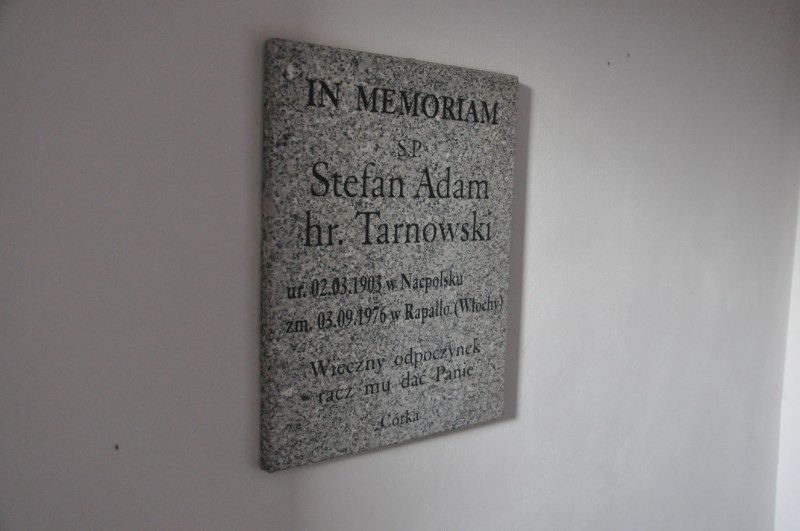 IN MEMORIAM
Ś.P.
Stefan Adam
hr. Tarnowski
ur. 02.03.1903 w Nacpolsku
zm. 03.09.1976 w Rapallo (Włochy)
Wieczny odpoczynek
racz mu dać Panie
Córka